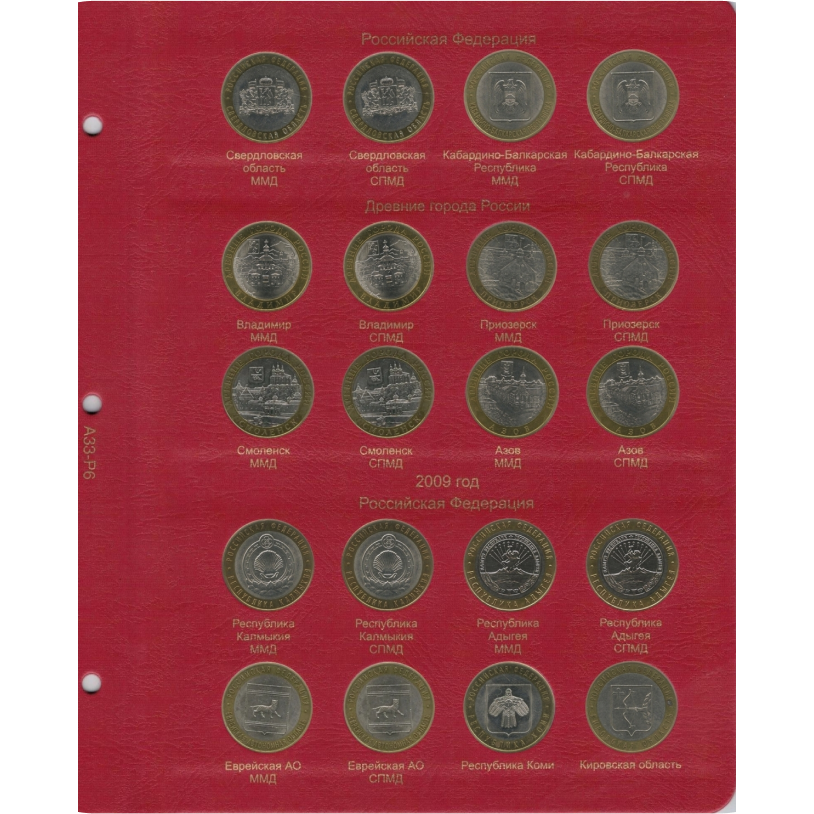 Российская Федерация
Свердловская область ММД
Свердловская область СПМД
Кабардино-Балкарская Республика ММД
Кабардино-Балкарская Республика СПМД
Древние города России
Владимир ММД
Владимир СПМД
Приозерск ММД
Приозерск СПМД
Смоленск ММД
Смоленск СПМД
Азов ММД
Азов СПМД
2009 год
Российская Федерация
Республика Калмыкия ММД
Республика Калмыкия СПМД
Республика Адыгея ММД
Республика Адыгея СПМД
Еврейская АО ММД
Еврейская АО СПМД
Республика Коми
Кировская область
А33-Р6